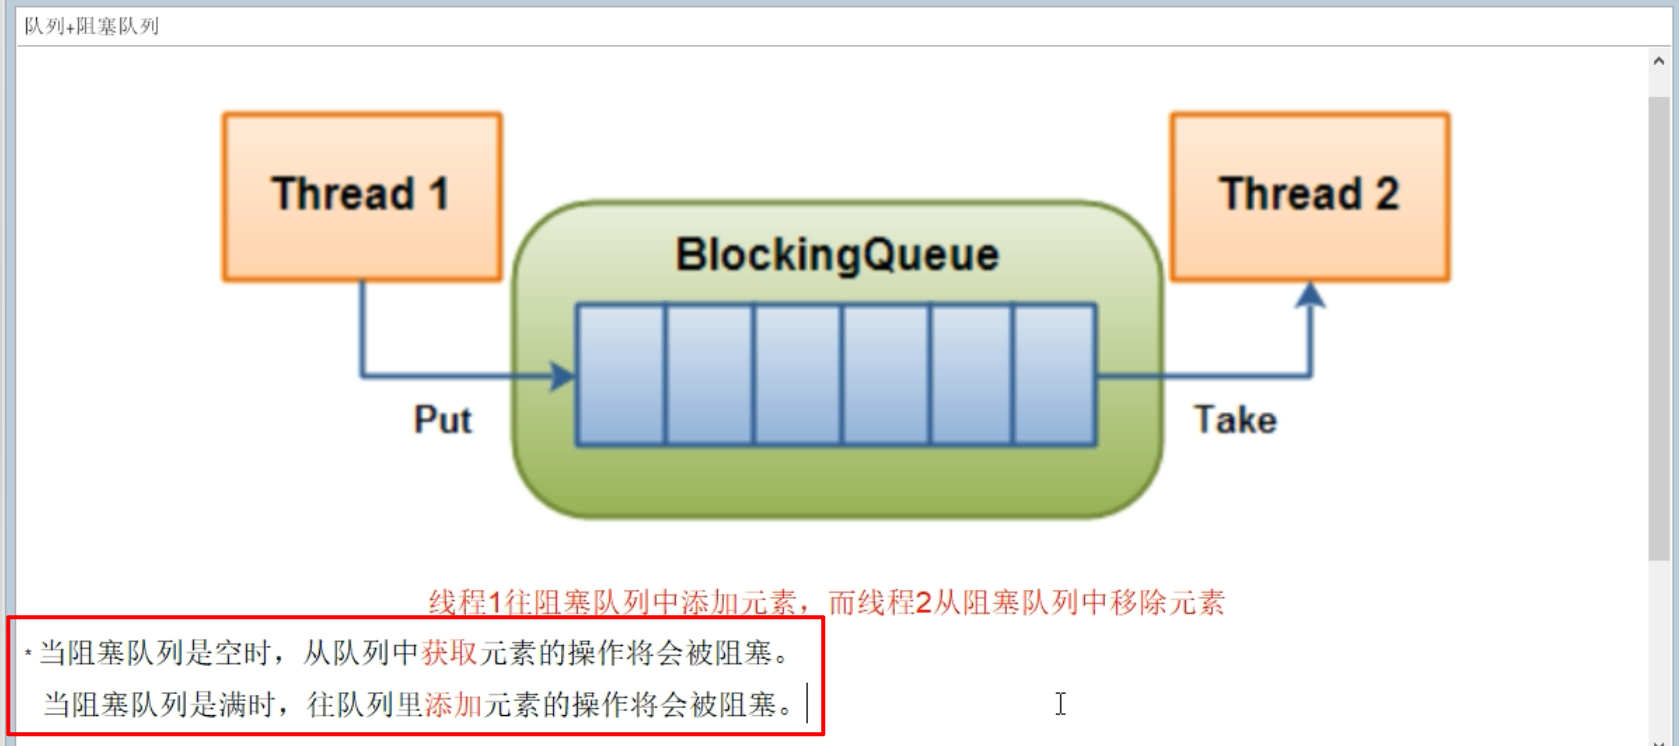 队列+阻塞队列
Thread 1
Thread 2
BlockingQueue
Put
Take
线程1往阻塞队列中添加元素，而线程2从阻塞队列中移除元素
* 当阻塞队列是空时，从队列中获取元素的操作将会被阻塞。
当阻塞队列是满时，往队列里添加元素的操作将会被阻塞。